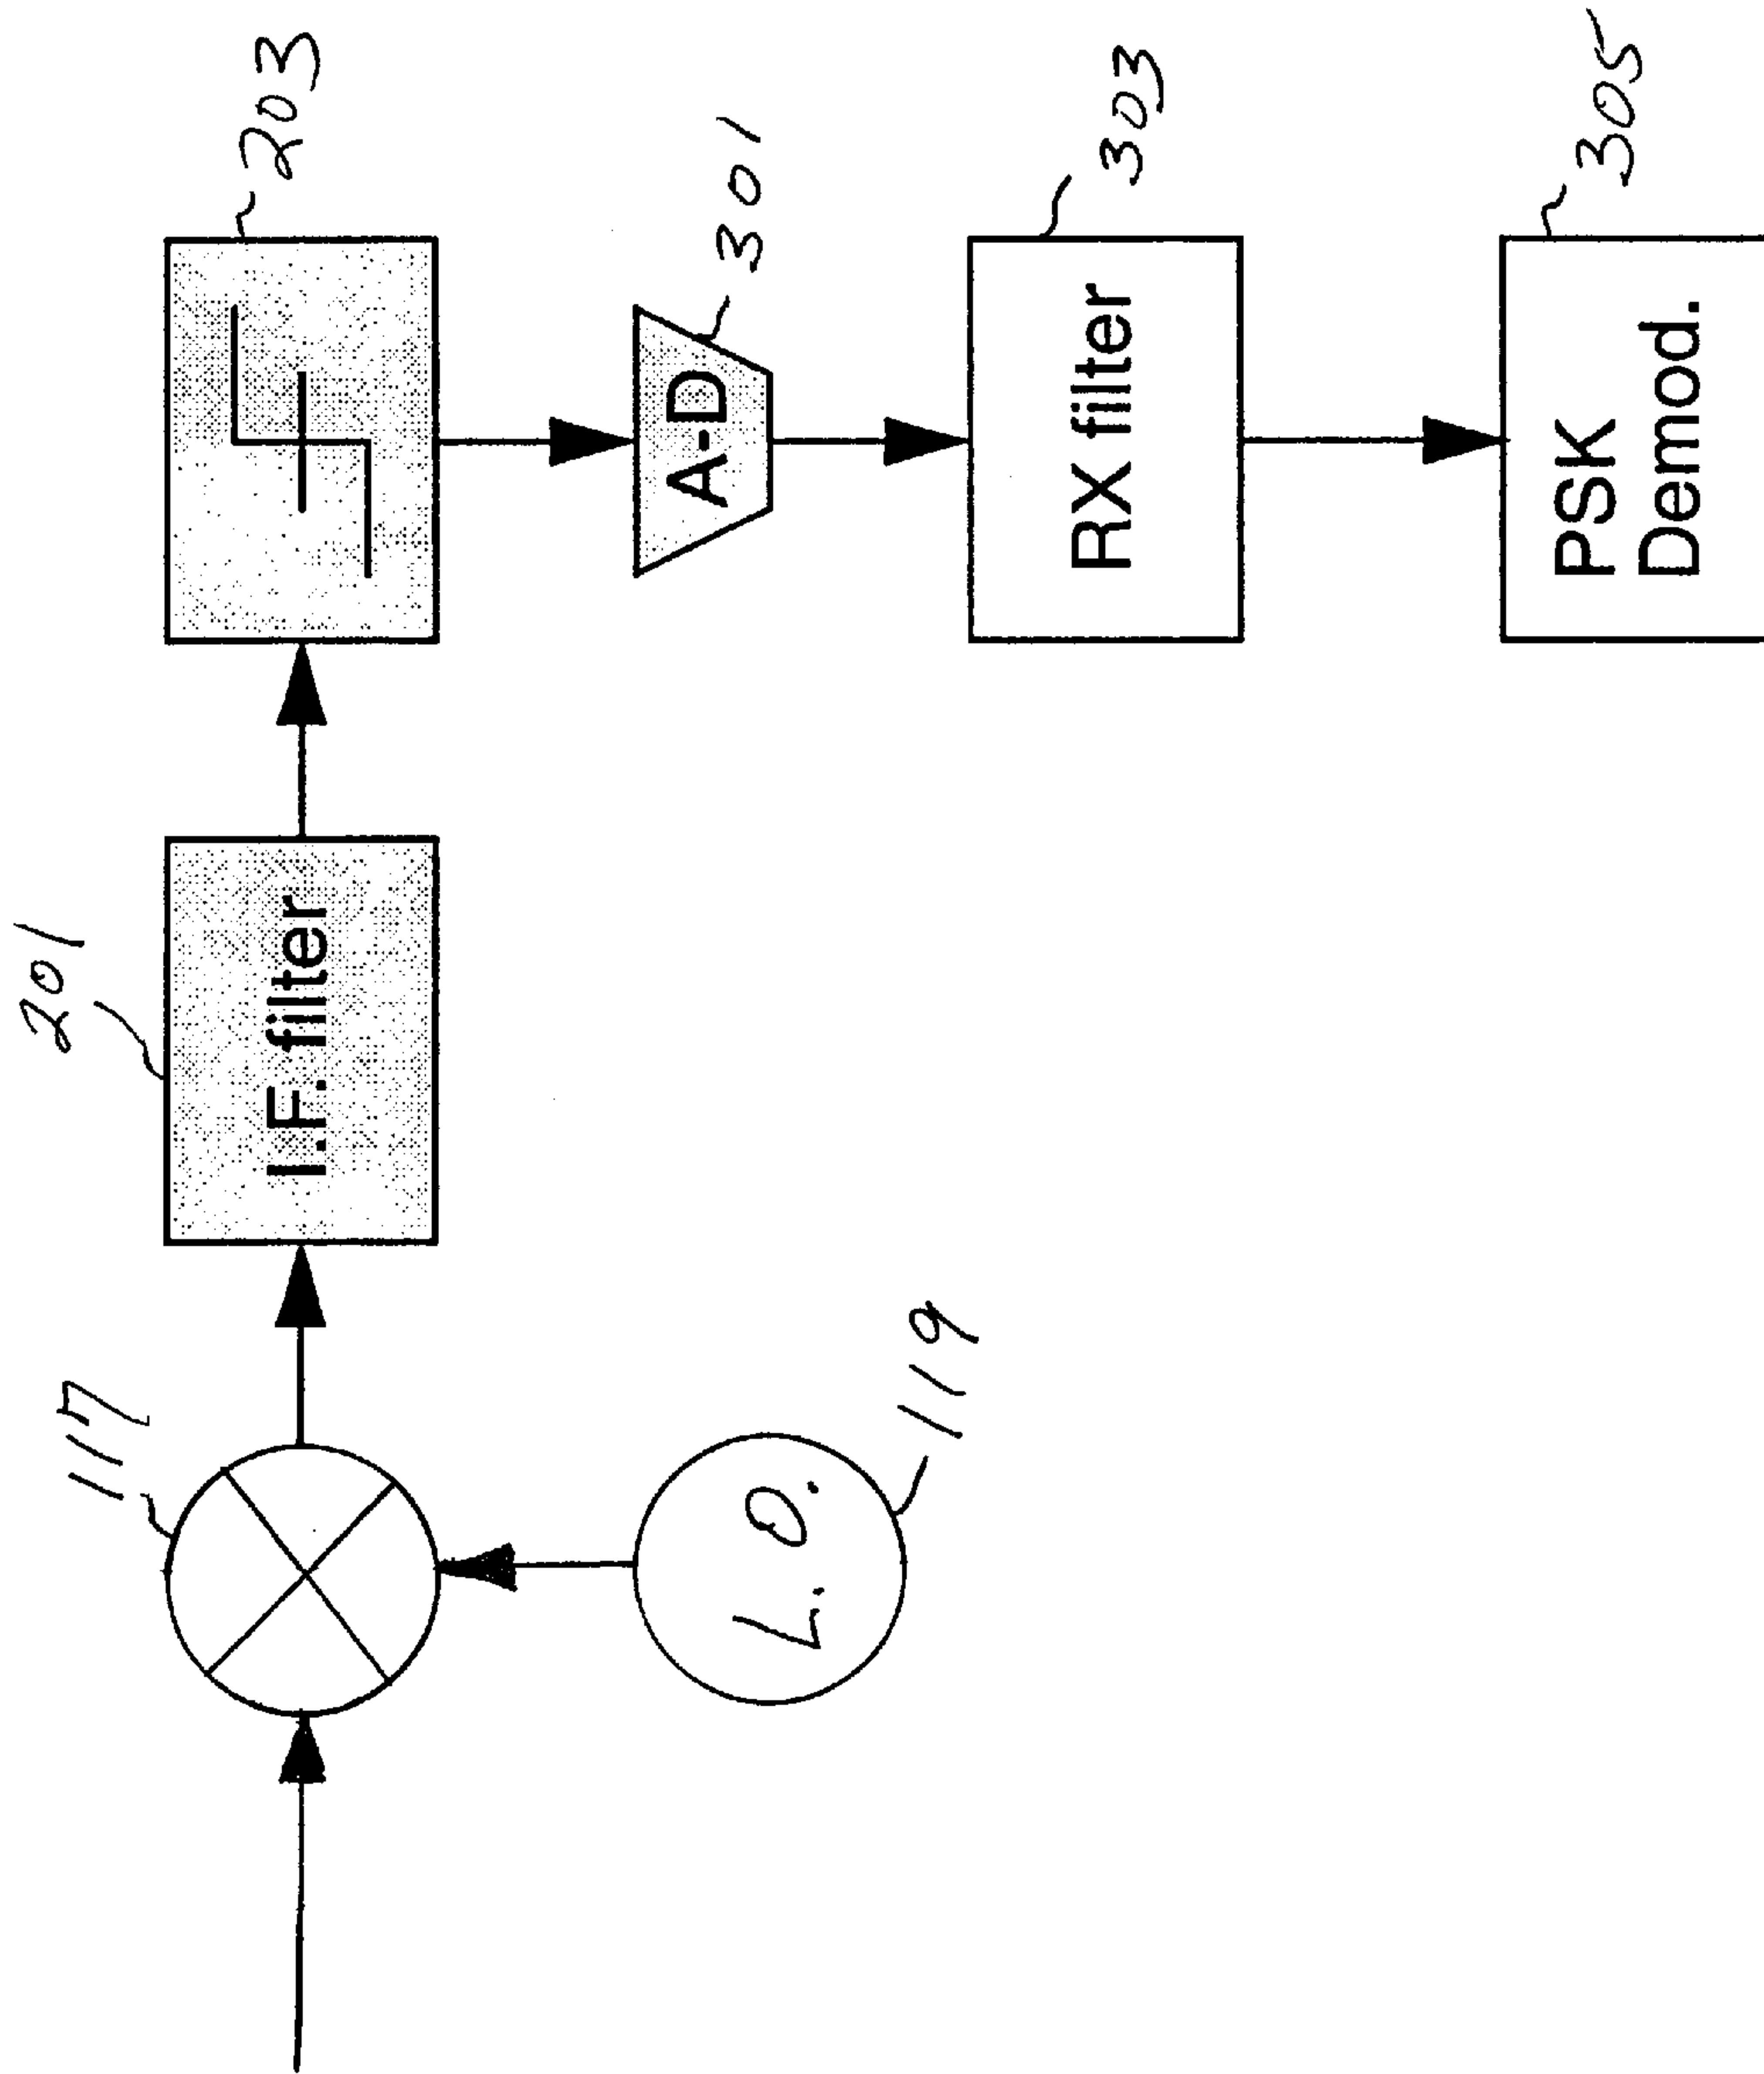 117
L. O.
119
201
I.F. filter
203
A-D
301
RX filter
303
PSK
Demod.
305